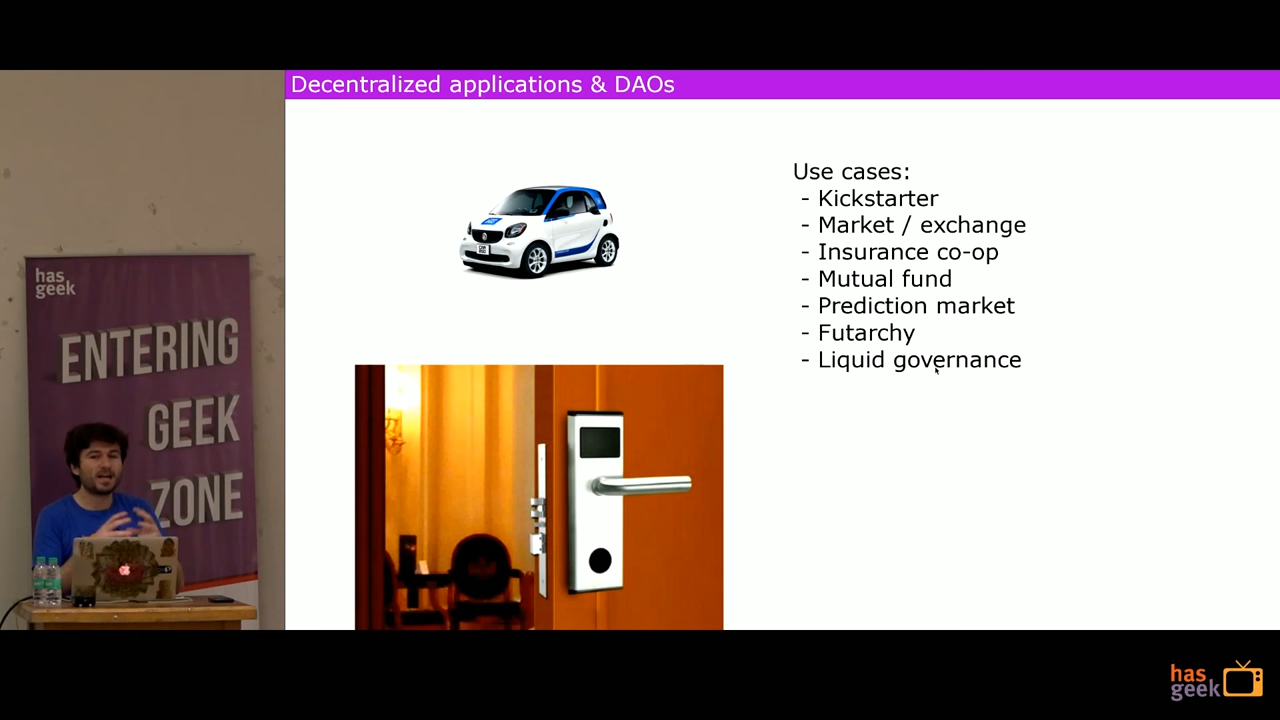 Decentralized applications & DAOs
Use cases:
- Kickstarter
- Market / exchange
- Insurance co-op
- Mutual fund
- Prediction market
- Futarchy
- Liquid governance
has
geek
ENTERING
GEEK
ZONE
has
geek